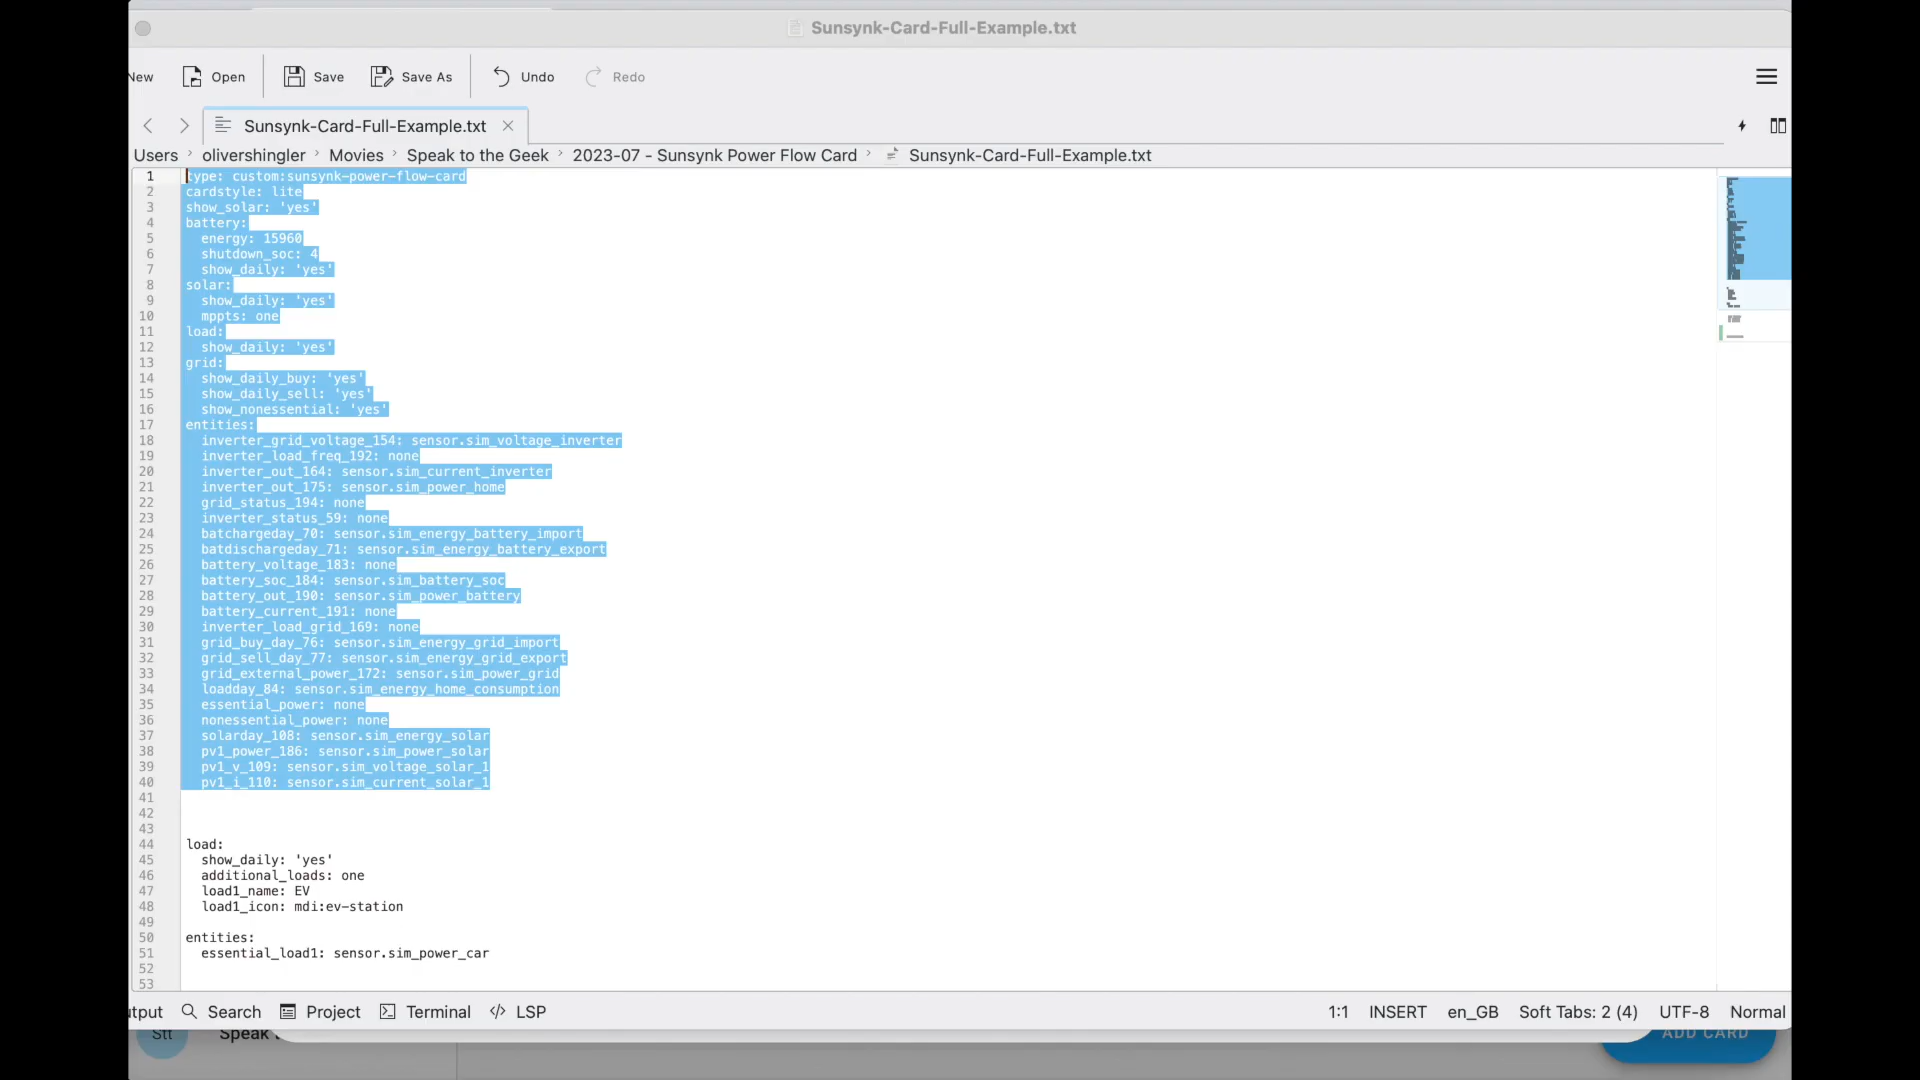 Sunsynk-Card-Full-Example.txt
New Open Save Save As Undo Redo
Sunsynk-Card-Full-Example.txt
Users > olivershingler > Movies > Speak to the Geek > 2023-07 - Sunsynk Power Flow Card > Sunsynk-Card-Full-Example.txt
1 type: custom:sunsynk-power-flow-card
2 cardstyle: lite
3 show_solar: 'yes'
4 battery:
5 energy: 15960
6 shutdown_soc: 4
7 show_daily: 'yes'
8 solar:
9 show_daily: 'yes'
10 mppts: one
11 load:
12 show_daily: 'yes'
13 grid:
14 show_daily_buy: 'yes'
15 show_daily_sell: 'yes'
16 show_nonessential: 'yes'
17 entities:
18 inverter_grid_voltage_154: sensor.sim_voltage_inverter
19 inverter_load_freq_192: none
20 inverter_out_164: sensor.sim_current_inverter
21 inverter_out_175: sensor.sim_power_home
22 grid_status_194: none
23 inverter_status_59: none
24 batchargeday_70: sensor.sim_energy_battery_import
25 batdischargeday_71: sensor.sim_energy_battery_export
26 battery_voltage_183: none
27 battery_soc_184: sensor.sim_battery_soc
28 battery_out_190: sensor.sim_power_battery
29 battery_current_191: none
30 inverter_load_grid_169: none
31 grid_buy_day_76: sensor.sim_energy_grid_import
32 grid_sell_day_77: sensor.sim_energy_grid_export
33 grid_external_power_172: sensor.sim_power_grid
34 loadday_84: sensor.sim_energy_home_consumption
35 essential_power: none
36 nonessential_power: none
37 solarday_108: sensor.sim_energy_solar
38 pv1_power_186: sensor.sim_power_solar
39 pv1_v_109: sensor.sim_voltage_solar_1
40 pv1_i_110: sensor.sim_current_solar_1
41
42
43
44 load:
45 show_daily: 'yes'
46 additional_loads: one
47 load1_name: EV
48 load1_icon: mdi:ev-station
49
50 entities:
51 essential_load1: sensor.sim_power_car
52
53
utput Search Project Terminal LSP 1:1 INSERT en_GB Soft Tabs: 2 (4) UTF-8 Normal
Stt Speak ADD CARD